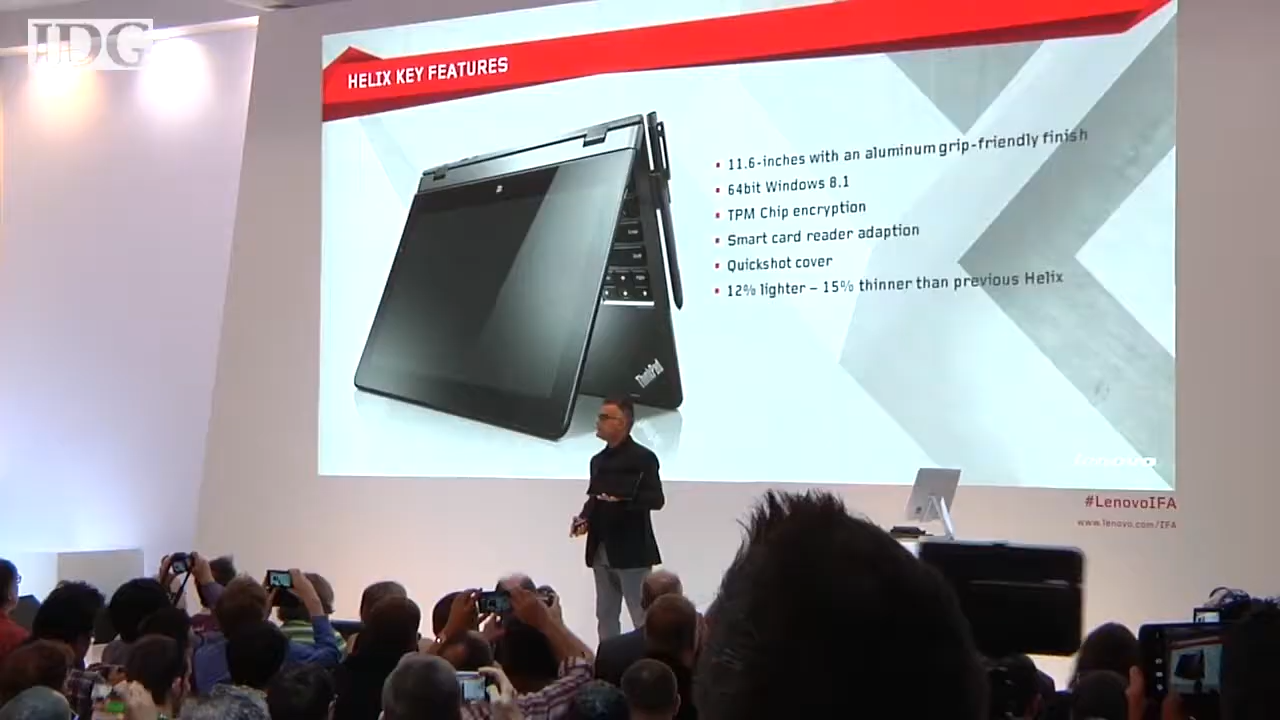 IDG
HELIX KEY FEATURES
11.6-inches with an aluminum grip-friendly finish
64bit Windows 8.1
TPM Chip encryption
Smart card reader adaption
Quickshot cover
12% lighter – 15% thinner than previous Helix
ThinkPad
#LenovoIFA
www.lenovo.com/IFA